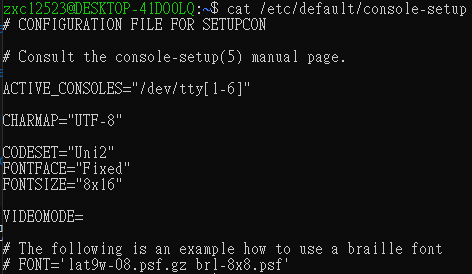 zxc12523@DESKTOP-41DOOLQ:~$ cat /etc/default/console-setup
# CONFIGURATION FILE FOR SETUPCON

# Consult the console-setup(5) manual page.

ACTIVE_CONSOLES="/dev/tty[1-6]"

CHARMAP="UTF-8"

CODESET="Uni2"
FONTFACE="Fixed"
FONTSIZE="8x16"

VIDEOMODE=

# The following is an example how to use a braille font
# FONT='lat9w-08.psf.gz brl-8x8.psf'